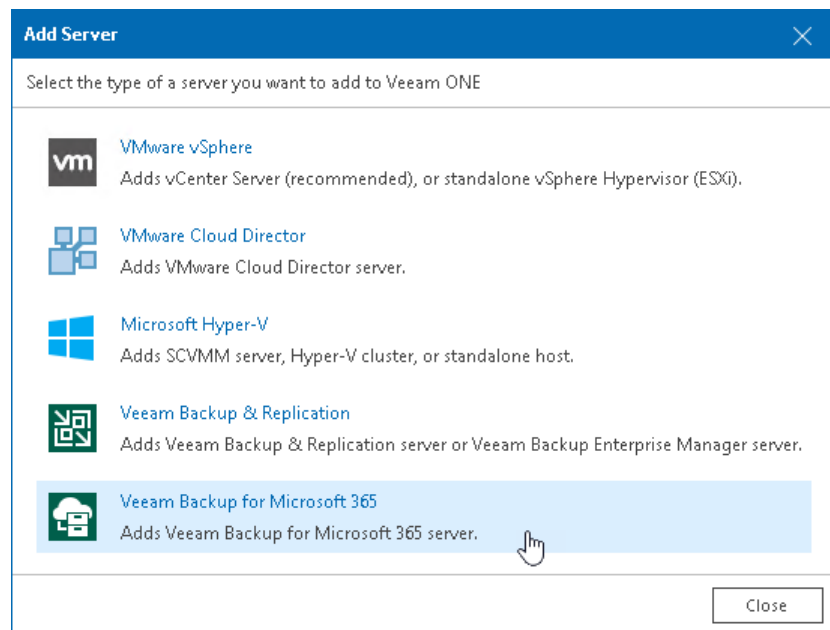 Add Server
Select the type of a server you want to add to Veeam ONE
vm
VMware vSphere
Adds vCenter Server (recommended), or standalone vSphere Hypervisor (ESXi).
VMware Cloud Director
Adds VMware Cloud Director server.
Microsoft Hyper-V
Adds SCVMM server, Hyper-V cluster, or standalone host.
Veeam Backup & Replication
Adds Veeam Backup & Replication server or Veeam Backup Enterprise Manager server.
Veeam Backup for Microsoft 365
Adds Veeam Backup for Microsoft 365 server.
Close